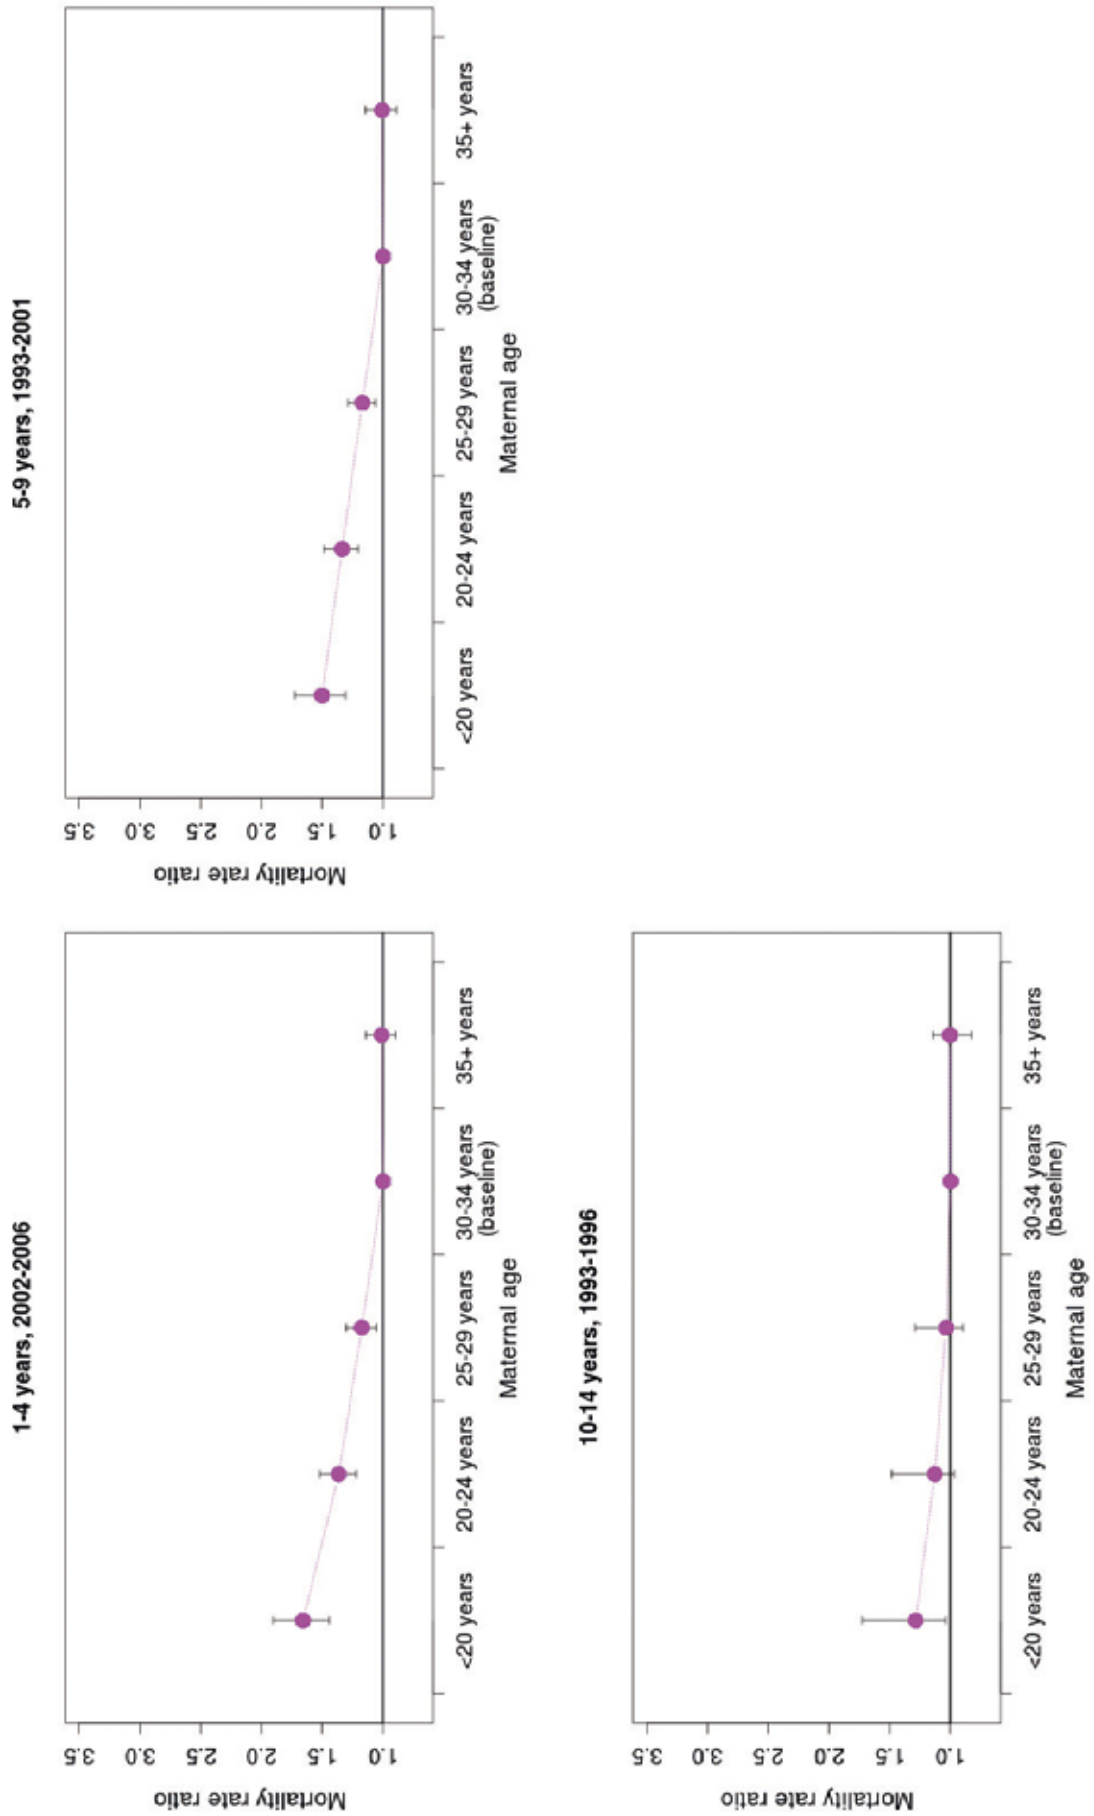 1-4 years, 2002-2006
Mortality rate ratio
3.5
3.0
2.5
2.0
1.5
1.0
<20 years
20-24 years
25-29 years
30-34 years
(baseline)
35+ years
Maternal age
5-9 years, 1993-2001
Mortality rate ratio
3.5
3.0
2.5
2.0
1.5
1.0
<20 years
20-24 years
25-29 years
30-34 years
(baseline)
35+ years
Maternal age
10-14 years, 1993-1996
Mortality rate ratio
3.5
3.0
2.5
2.0
1.5
1.0
<20 years
20-24 years
25-29 years
30-34 years
(baseline)
35+ years
Maternal age